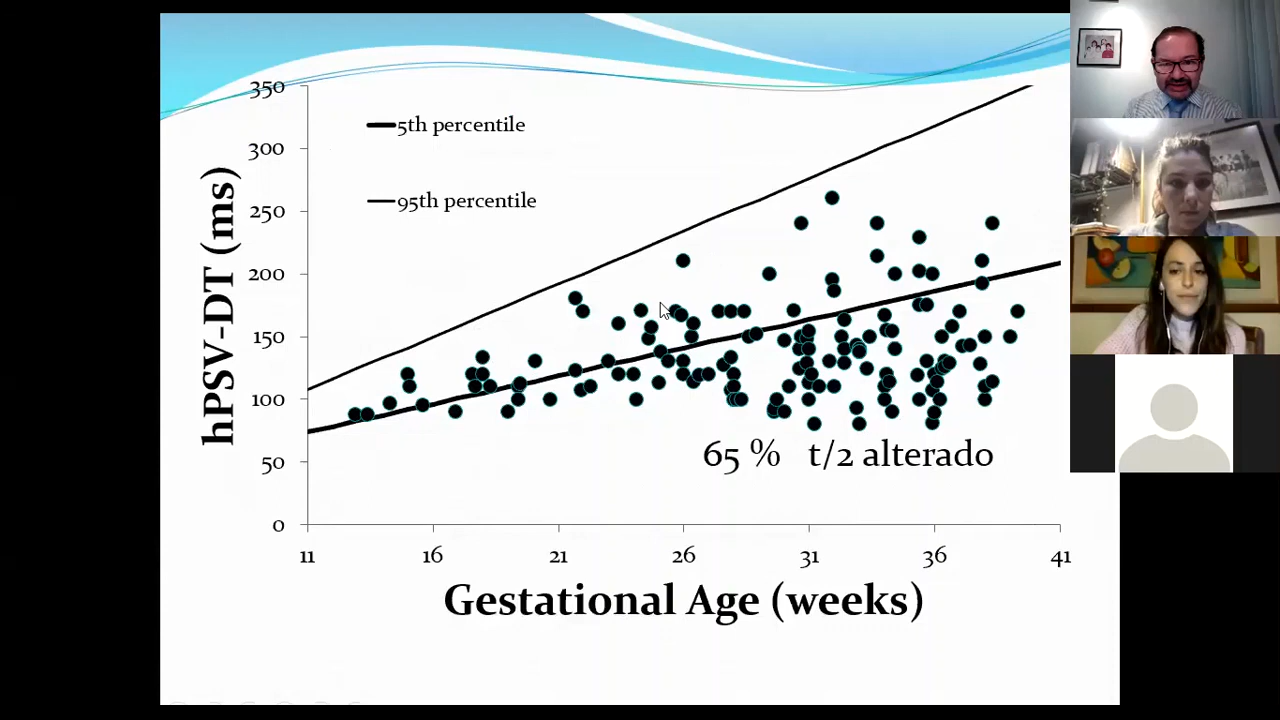 350
5th percentile
300
95th percentile
250
200
150
100
50
0
hPSV-DT (ms)
65 % t/2 alterado
11 16 21 26 31 36 41
Gestational Age (weeks)